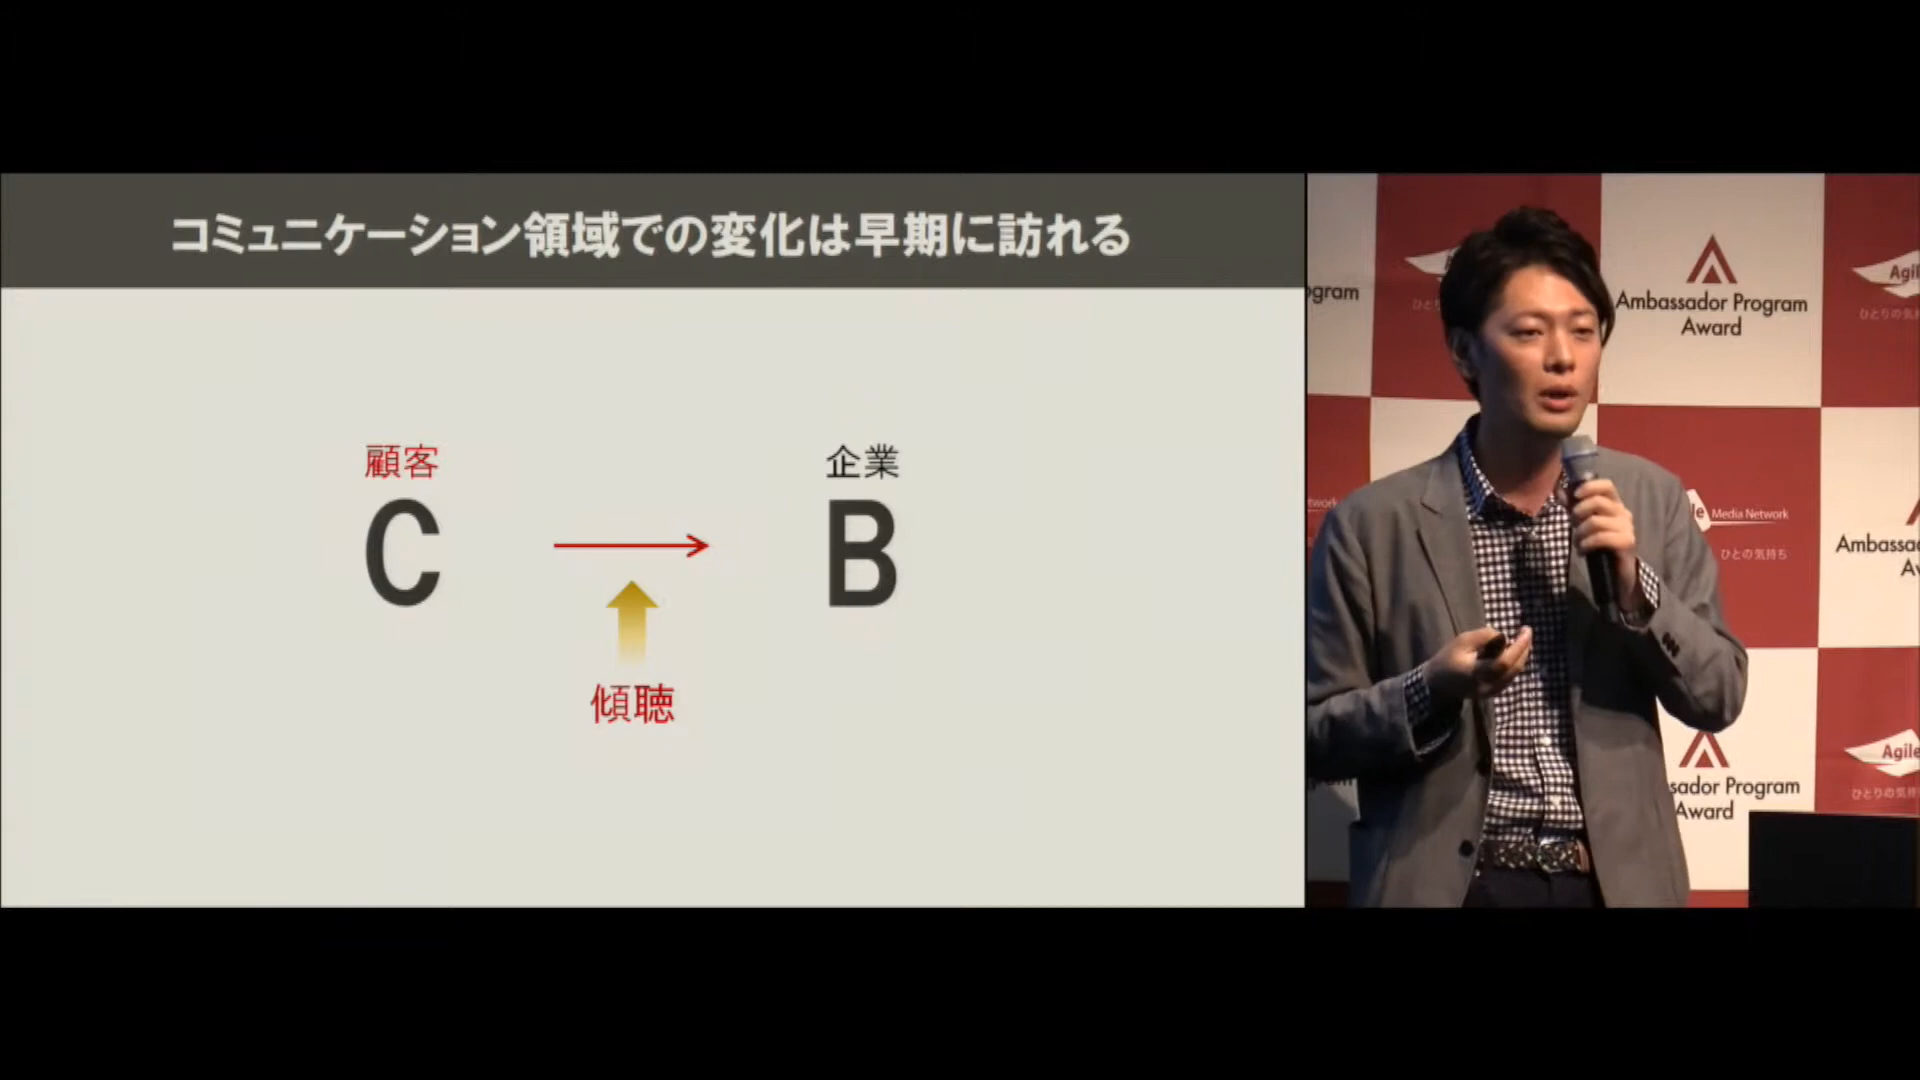 コミュニケーション領域での変化は早期に訪れる
顧客
C
企業
B
傾聴
Ambassador Program
Award
Agile
Media Network
ひとの気持ち
Ambassador Program
Award